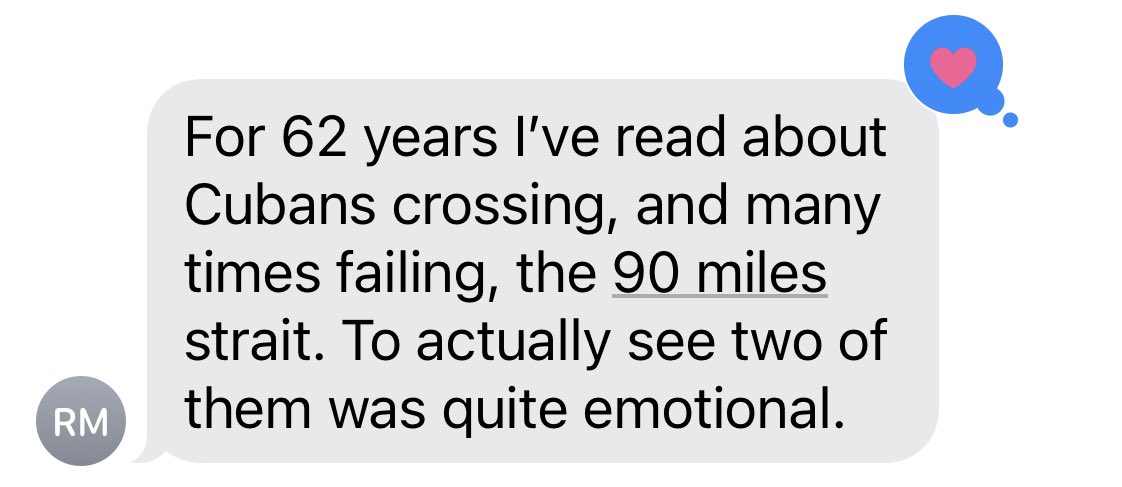 For 62 years I’ve read about
Cubans crossing, and many
times failing, the 90 miles
strait. To actually see two of
them was quite emotional.
RM